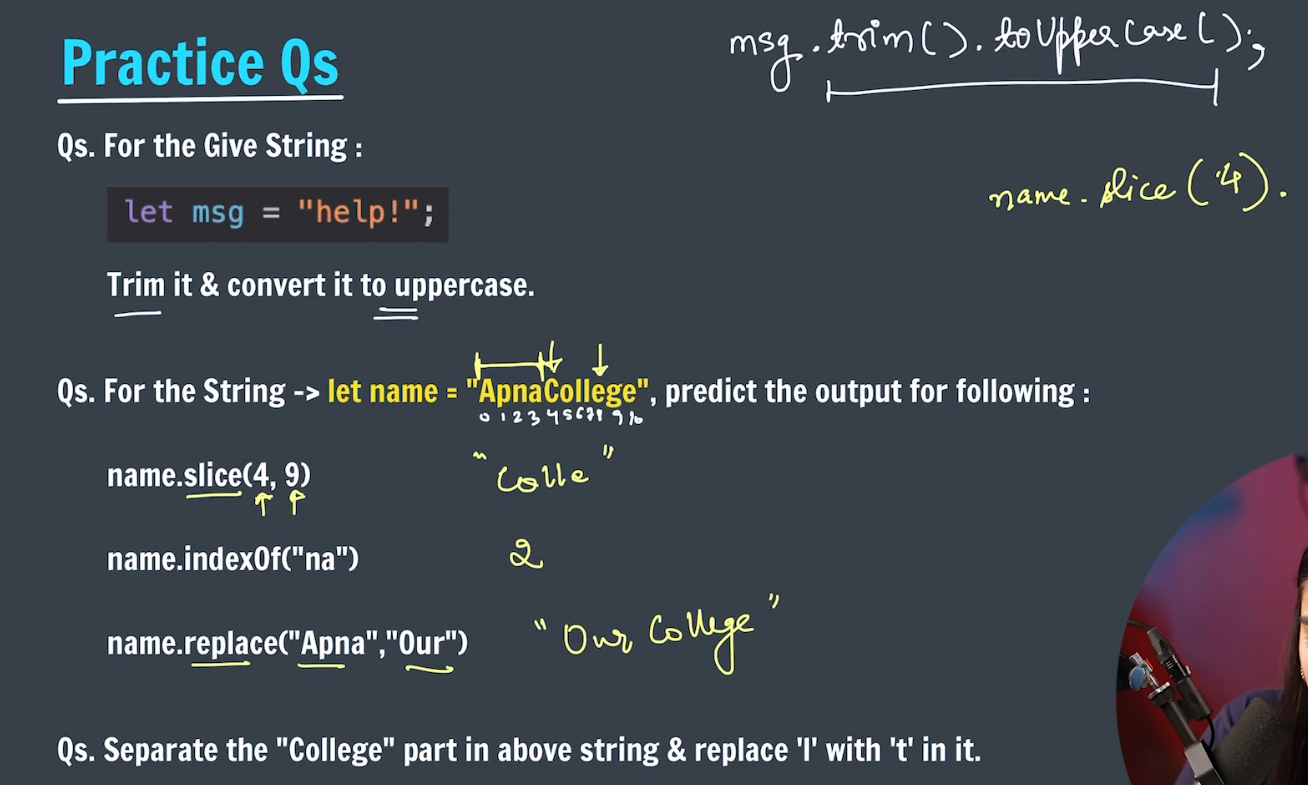 Practice Qs
msg.trim().toUpperCase();
Qs. For the Give String :
name.slice(4).
let msg = "help!";
Trim it & convert it to uppercase.
Qs. For the String -> let name = "ApnaCollege", predict the output for following :
0 1 2 3 4 5 6 7 8 9 10
name.slice(4, 9) "Colle"
name.indexOf("na") 2
name.replace("Apna","Our") "Our College"
Qs. Separate the "College" part in above string & replace 'l' with 't' in it.